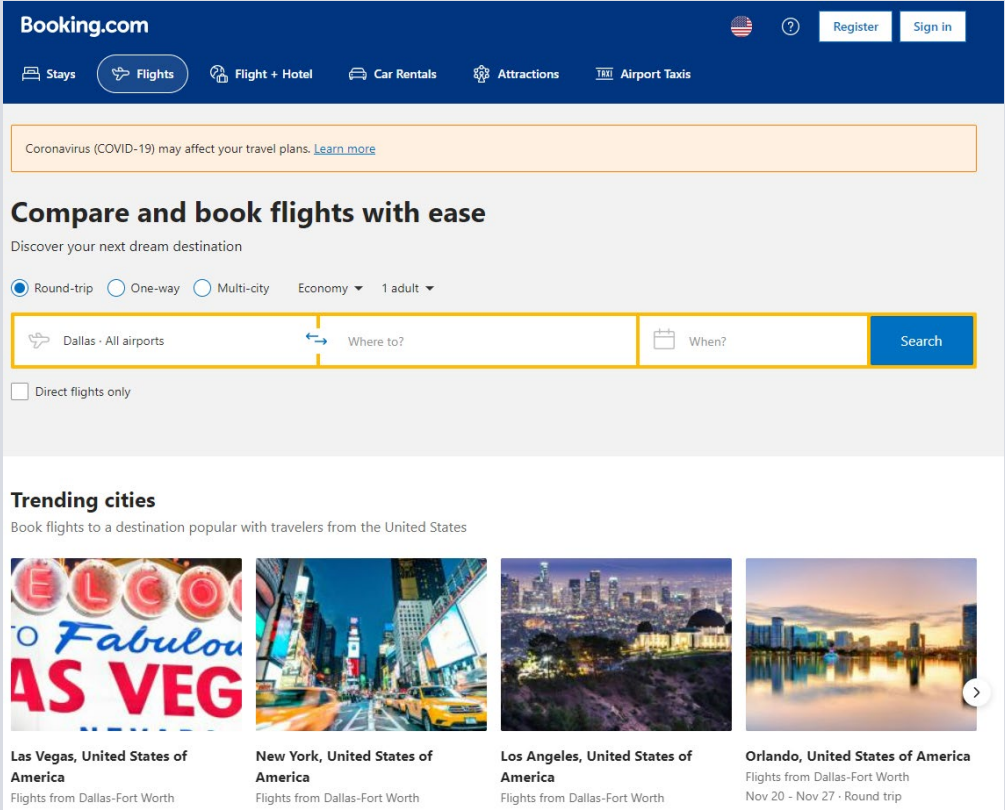 Booking.com
Register
Sign in
Stays
Flights
Flight + Hotel
Car Rentals
Attractions
TAXI Airport Taxis
Coronavirus (COVID-19) may affect your travel plans. Learn more
Compare and book flights with ease
Discover your next dream destination
Round-trip
One-way
Multi-city
Economy
1 adult
Dallas · All airports
Where to?
When?
Search
Direct flights only
Trending cities
Book flights to a destination popular with travelers from the United States
ELCO
TO Fabulou
AS VEG
NEVADA
Las Vegas, United States of
America
Flights from Dallas-Fort Worth
New York, United States of
America
Flights from Dallas-Fort Worth
Los Angeles, United States of
America
Flights from Dallas-Fort Worth
Orlando, United States of America
Flights from Dallas-Fort Worth
Nov 20 - Nov 27 · Round trip